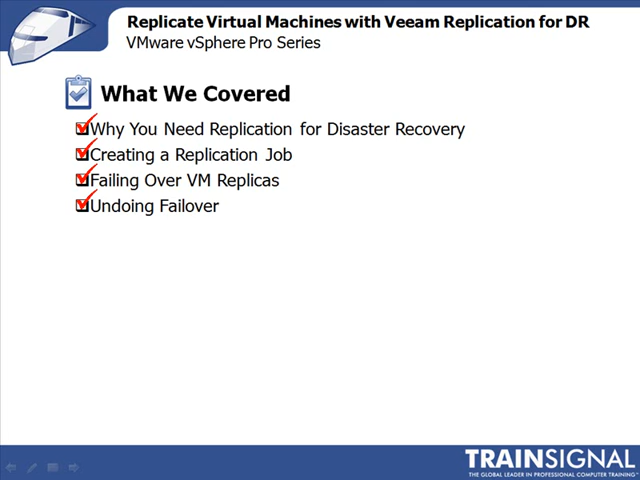 Replicate Virtual Machines with Veeam Replication for DR
VMware vSphere Pro Series
What We Covered
Why You Need Replication for Disaster Recovery
Creating a Replication Job
Failing Over VM Replicas
Undoing Failover
TRAINSIGNAL
THE GLOBAL LEADER IN PROFESSIONAL COMPUTER TRAINING